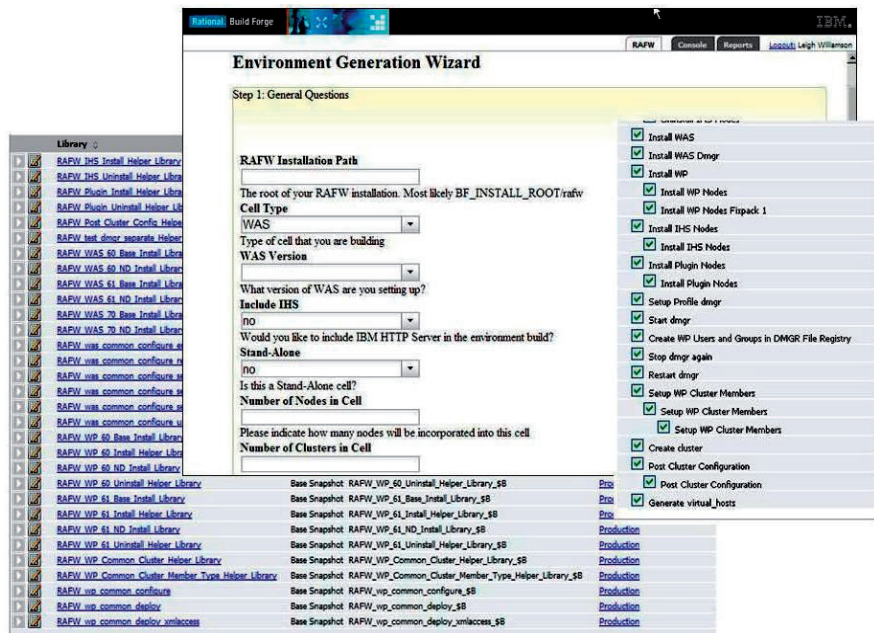 Rational Build Forge
IBM.
RAFW Console Reports Logout: Leigh Williamson
Environment Generation Wizard
Step 1: General Questions
RAFW Installation Path
The root of your RAFW installation. Most likely BF_INSTALL_ROOT/rafw
Cell Type
WAS
Type of cell that you are building
WAS Version
What version of WAS are you setting up?
Include IHS
no
Would you like to include IBM HTTP Server in the environment build?
Stand-Alone
no
Is this a Stand-Alone cell?
Number of Nodes in Cell
Please indicate how many nodes will be incorporated into this cell
Number of Clusters in Cell
Install WAS
Install WAS Dmgr
Install WP
Install WP Nodes
Install WP Nodes Fixpack 1
Install IHS Nodes
Install IHS Nodes
Install Plugin Nodes
Install Plugin Nodes
Setup Profile dmgr
Start dmgr
Create WP Users and Groups in DMGR File Registry
Stop dmgr again
Restart dmgr
Setup WP Cluster Members
Setup WP Cluster Members
Setup WP Cluster Members
Create cluster
Post Cluster Configuration
Post Cluster Configuration
Generate virtual_hosts
Library
RAFW IHS Install Helper Library
RAFW IHS Uninstall Helper Libra
RAFW Plugin Install Helper Libra
RAFW Plugin Uninstall Helper Lib
RAFW Post Cluster Config Helpe
RAFW test dmgr separate Helper
RAFW WAS 60 Base Install Librar
RAFW WAS 60 ND Install Library
RAFW WAS 61 Base Install Librar
RAFW WAS 61 ND Install Library
RAFW WAS 70 Base Install Librar
RAFW WAS 70 ND Install Library
RAFW was common configure e
RAFW was common configure r
RAFW was common configure se
RAFW was common configure s
RAFW was common configure se
RAFW was common configure u
RAFW WP 60 Base Install Library
RAFW WP 60 Install Helper Librar
RAFW WP 60 ND Install Library
RAFW WP 60 Uninstall Helper Library Base Snapshot RAFW_WP_60_Uninstall_Helper_Library_$B
RAFW WP 61 Base Install Library Base Snapshot RAFW_WP_61_Base_Install_Library_$B
RAFW WP 61 Install Helper Library Base Snapshot RAFW_WP_61_Install_Helper_Library_$B
RAFW WP 61 ND Install Library Base Snapshot RAFW_WP_61_ND_Install_Library_$B Production
RAFW WP 61 Uninstall Helper Library Base Snapshot RAFW_WP_61_Uninstall_Helper_Library_$B Production
RAFW WP Common Cluster Helper Library Base Snapshot RAFW_WP_Common_Cluster_Helper_Library_$B Production
RAFW WP Common Cluster Member Type Helper Library Base Snapshot RAFW_WP_Common_Cluster_Member_Type_Helper_Library_$B Production
RAFW wp common configure Base Snapshot RAFW_wp_common_configure_$B Production
RAFW wp common deploy Base Snapshot RAFW_wp_common_deploy_$B Production
RAFW wp common deploy xmlaccess Base Snapshot RAFW_wp_common_deploy_xmlaccess_$B Production